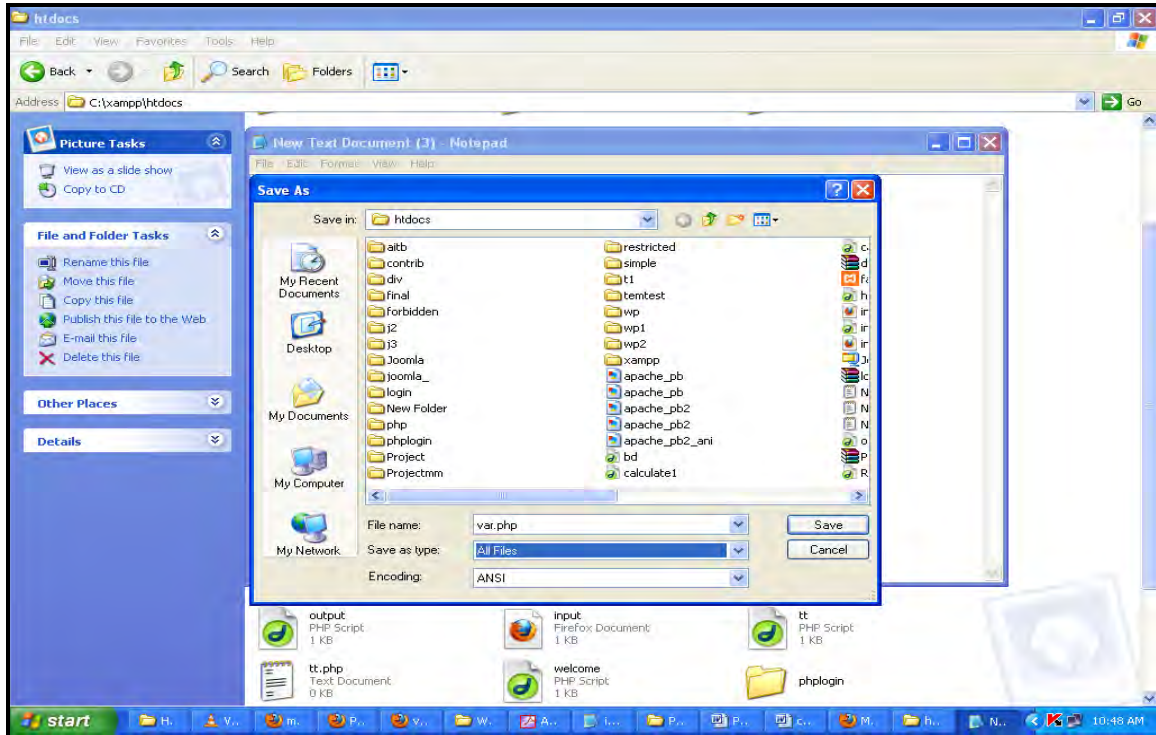 htdocs
File Edit View Favorites Tools Help
Back Search Folders
Address C:\xampp\htdocs Go
Picture Tasks
View as a slide show
Copy to CD
File and Folder Tasks
Rename this file
Move this file
Copy this file
Publish this file to the Web
E-mail this file
Delete this file
Other Places
Details
New Text Document (3) - Notepad
File Edit Format View Help
Save As
Save in: htdocs
My Recent Documents
Desktop
My Documents
My Computer
My Network
aitb
contrib
div
final
forbidden
j2
j3
Joomla
joomla_
login
New Folder
php
phplogin
Project
Projectmm
restricted
simple
t1
temtest
wp
wp1
wp2
xampp
apache_pb
apache_pb
apache_pb2
apache_pb2
apache_pb2_ani
bd
calculate1
File name: var.php Save
Save as type: All Files Cancel
Encoding: ANSI
output
PHP Script
1 KB
input
Firefox Document
1 KB
tt
PHP Script
1 KB
tt.php
Text Document
0 KB
welcome
PHP Script
1 KB
phplogin
start H. V.. m. P.. v.. W. A.. i... P.. P.. c... M. h.. N.. 10:48 AM